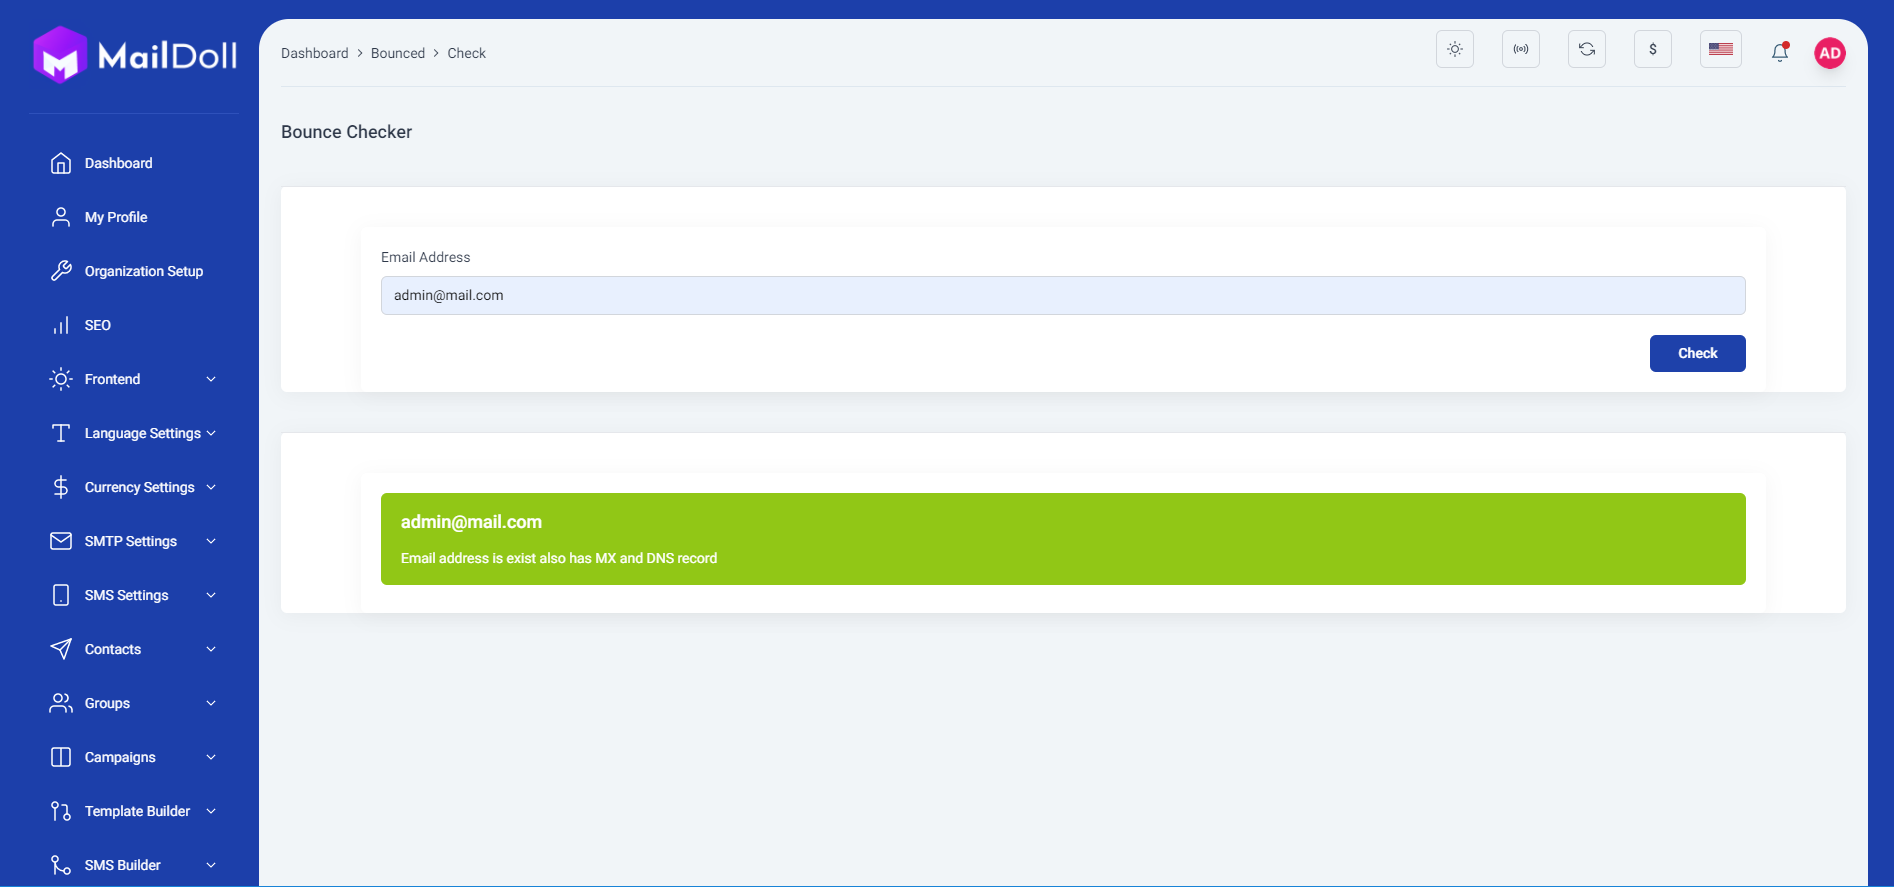 MailDoll
Dashboard > Bounced > Check
$
AD
Dashboard
My Profile
Organization Setup
SEO
Frontend
Language Settings
Currency Settings
SMTP Settings
SMS Settings
Contacts
Groups
Campaigns
Template Builder
SMS Builder
Bounce Checker
Email Address
admin@mail.com
Check
admin@mail.com
Email address is exist also has MX and DNS record